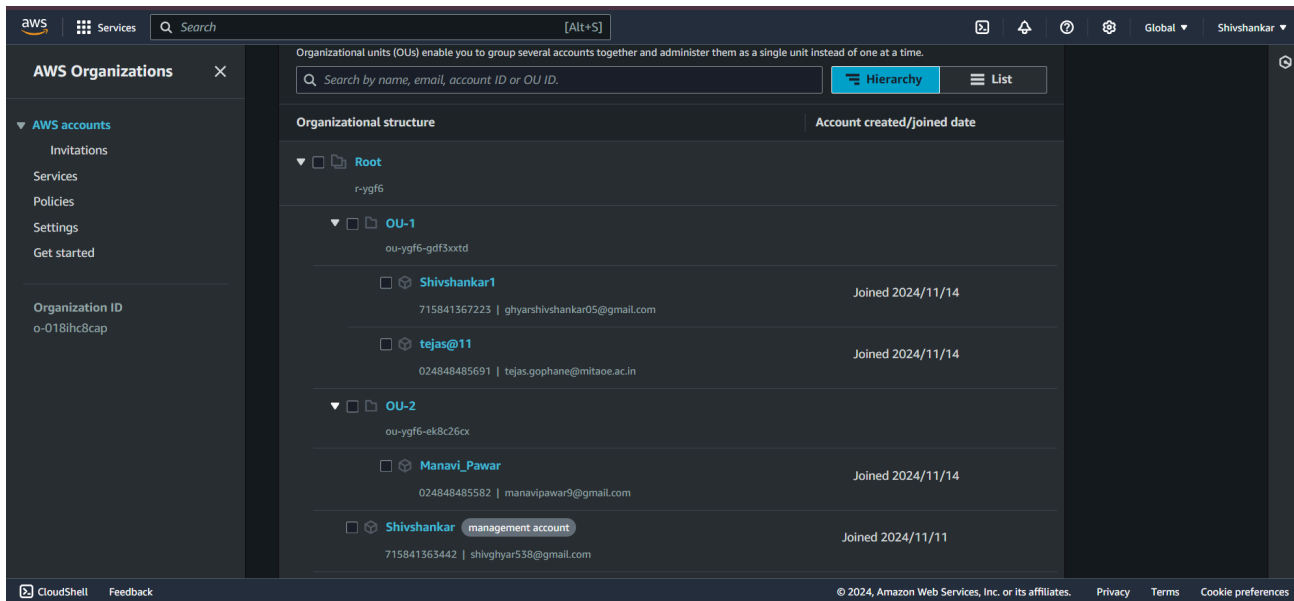 aws Services Search [Alt+S] Global ▼ Shivshankar ▼
AWS Organizations
AWS accounts
Invitations
Services
Policies
Settings
Get started
Organization ID
o-018ihc8cap
Organizational units (OUs) enable you to group several accounts together and administer them as a single unit instead of one at a time.
Search by name, email, account ID or OU ID. Hierarchy List
Organizational structure Account created/joined date
Root
r-ygf6
OU-1
ou-ygf6-gdf3xxtd
Shivshankar1 Joined 2024/11/14
715841367223 | ghyarshivshankar05@gmail.com
tejas@11 Joined 2024/11/14
024848485691 | tejas.gophane@mitaoe.ac.in
OU-2
ou-ygf6-ek8c26cx
Manavi_Pawar Joined 2024/11/14
024848485582 | manavipawar9@gmail.com
Shivshankar management account Joined 2024/11/11
715841363442 | shivghyar538@gmail.com
CloudShell Feedback © 2024, Amazon Web Services, Inc. or its affiliates. Privacy Terms Cookie preferences